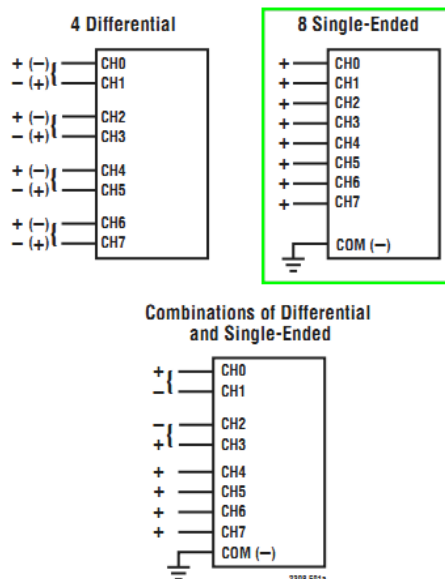 4 Differential
+ (−) { CH0
− (+) CH1
+ (−) { CH2
− (+) CH3
+ (−) { CH4
− (+) CH5
+ (−) { CH6
− (+) CH7
8 Single-Ended
+ CH0
+ CH1
+ CH2
+ CH3
+ CH4
+ CH5
+ CH6
+ CH7
COM (−)
Combinations of Differential
and Single-Ended
+ { CH0
− CH1
− { CH2
+ CH3
+ CH4
+ CH5
+ CH6
+ CH7
COM (−)